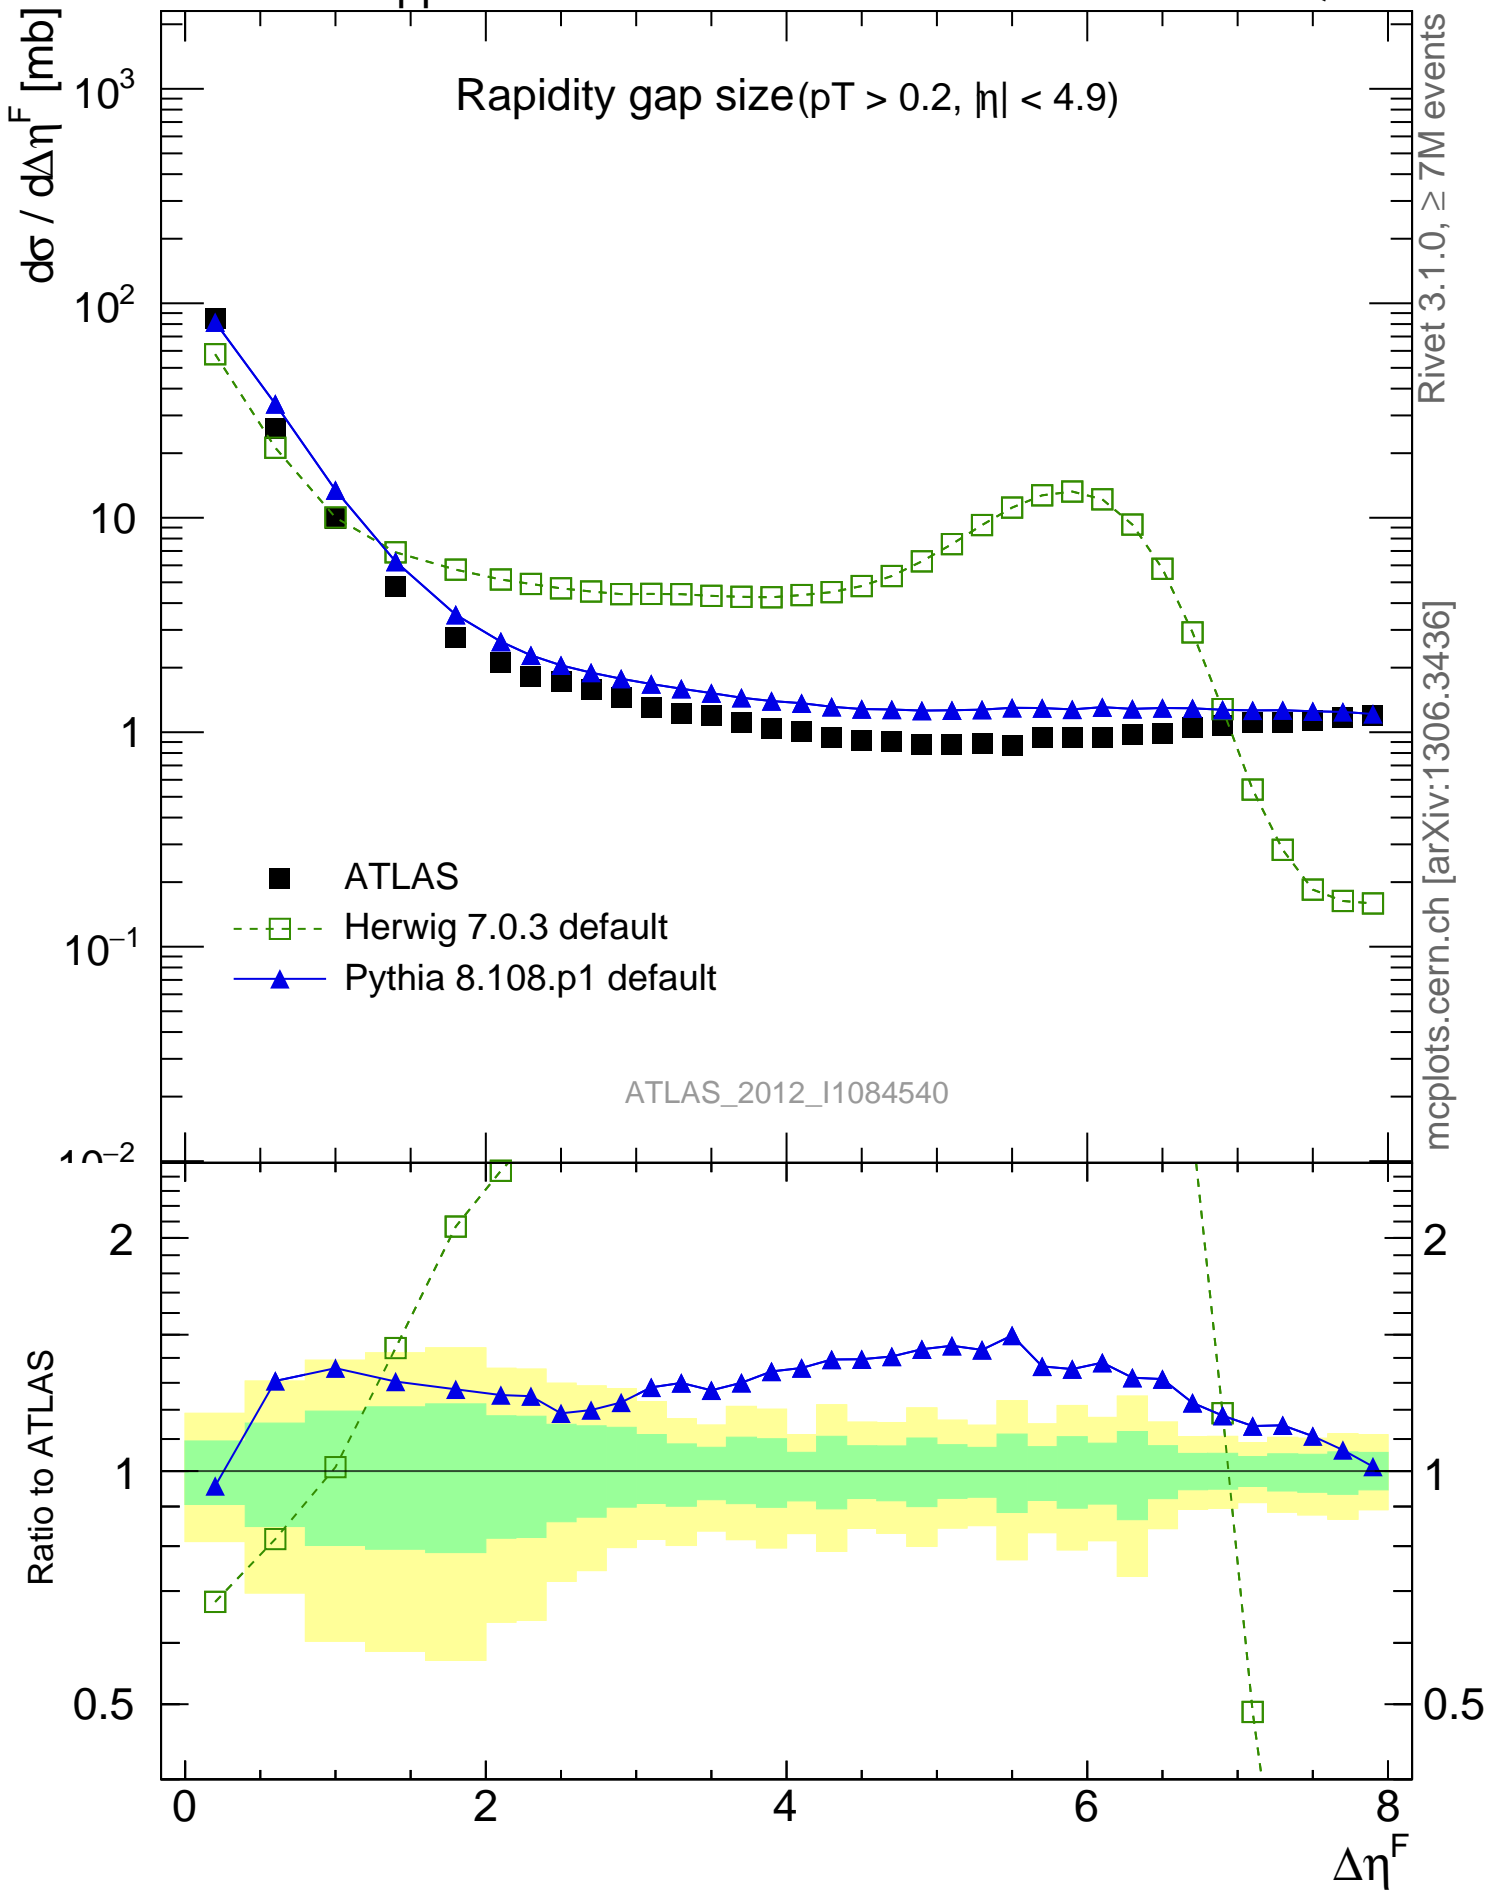 dσ / dΔη^F [mb]
Rapidity gap size (pT > 0.2, |η| < 4.9)
10^3
10^2
10
1
10^−1
10^−2
ATLAS
Herwig 7.0.3 default
Pythia 8.108.p1 default
ATLAS_2012_I1084540
Rivet 3.1.0, ≥ 7M events
mcplots.cern.ch [arXiv:1306.3436]
Ratio to ATLAS
2
1
0.5
2
1
0.5
0 2 4 6 8
Δη^F